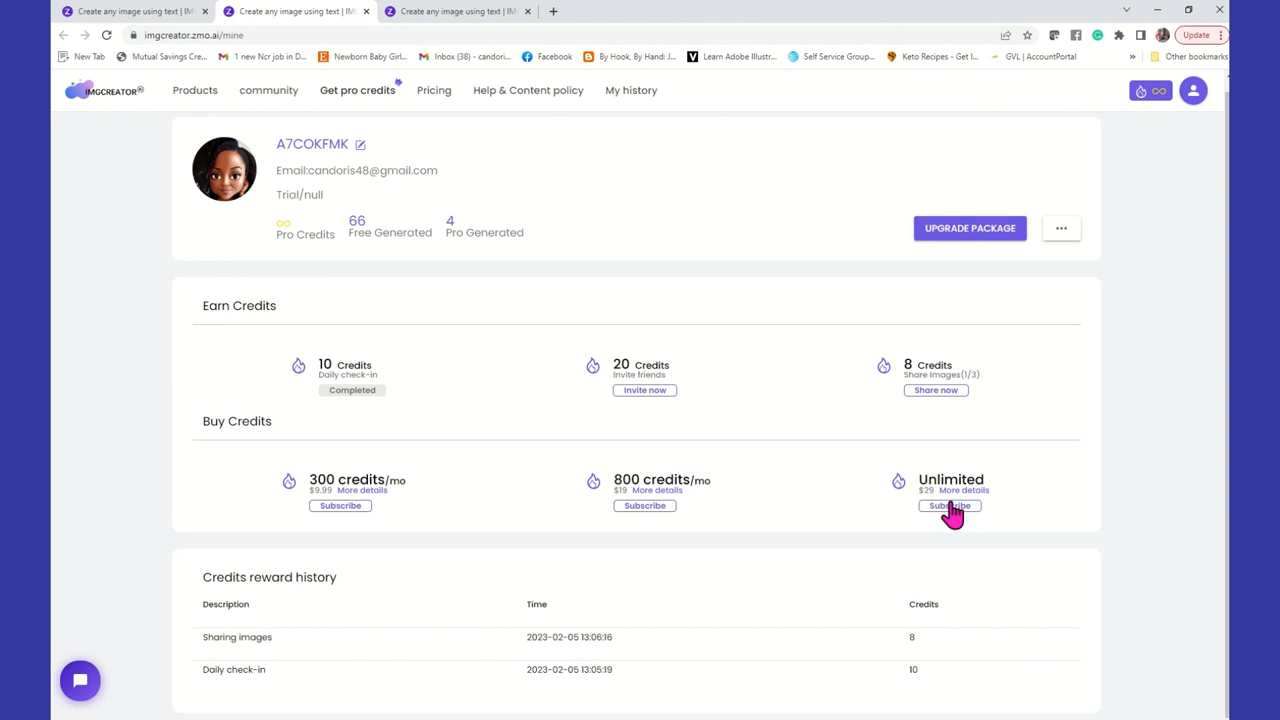 Create any image using text | IM
Create any image using text | IM
Create any image using text | IM
imgcreator.zmo.ai/mine
Update
New Tab
Mutual Savings Cre...
1 new Ncr job in D...
Newborn Baby Girl...
Inbox (38) - candori...
Facebook
By Hook, By Hand: J...
Learn Adobe Illustr...
Self Service Group...
Keto Recipes - Get I...
GVL | AccountPortal
»
Other bookmarks
IMGCREATOR
Products
community
Get pro credits
Pricing
Help & Content policy
My history
A7COKFMK
Email:candoris48@gmail.com
Trial/null
∞ 66 4
Pro Credits Free Generated Pro Generated
UPGRADE PACKAGE
...
Earn Credits
10 Credits
Daily check-in
Completed
20 Credits
Invite friends
Invite now
8 Credits
Share Images(1/3)
Share now
Buy Credits
300 credits/mo
$9.99 More details
Subscribe
800 credits/mo
$19 More details
Subscribe
Unlimited
$29 More details
Subscribe
Credits reward history
Description Time Credits
Sharing images 2023-02-05 13:06:16 8
Daily check-in 2023-02-05 13:05:19 10